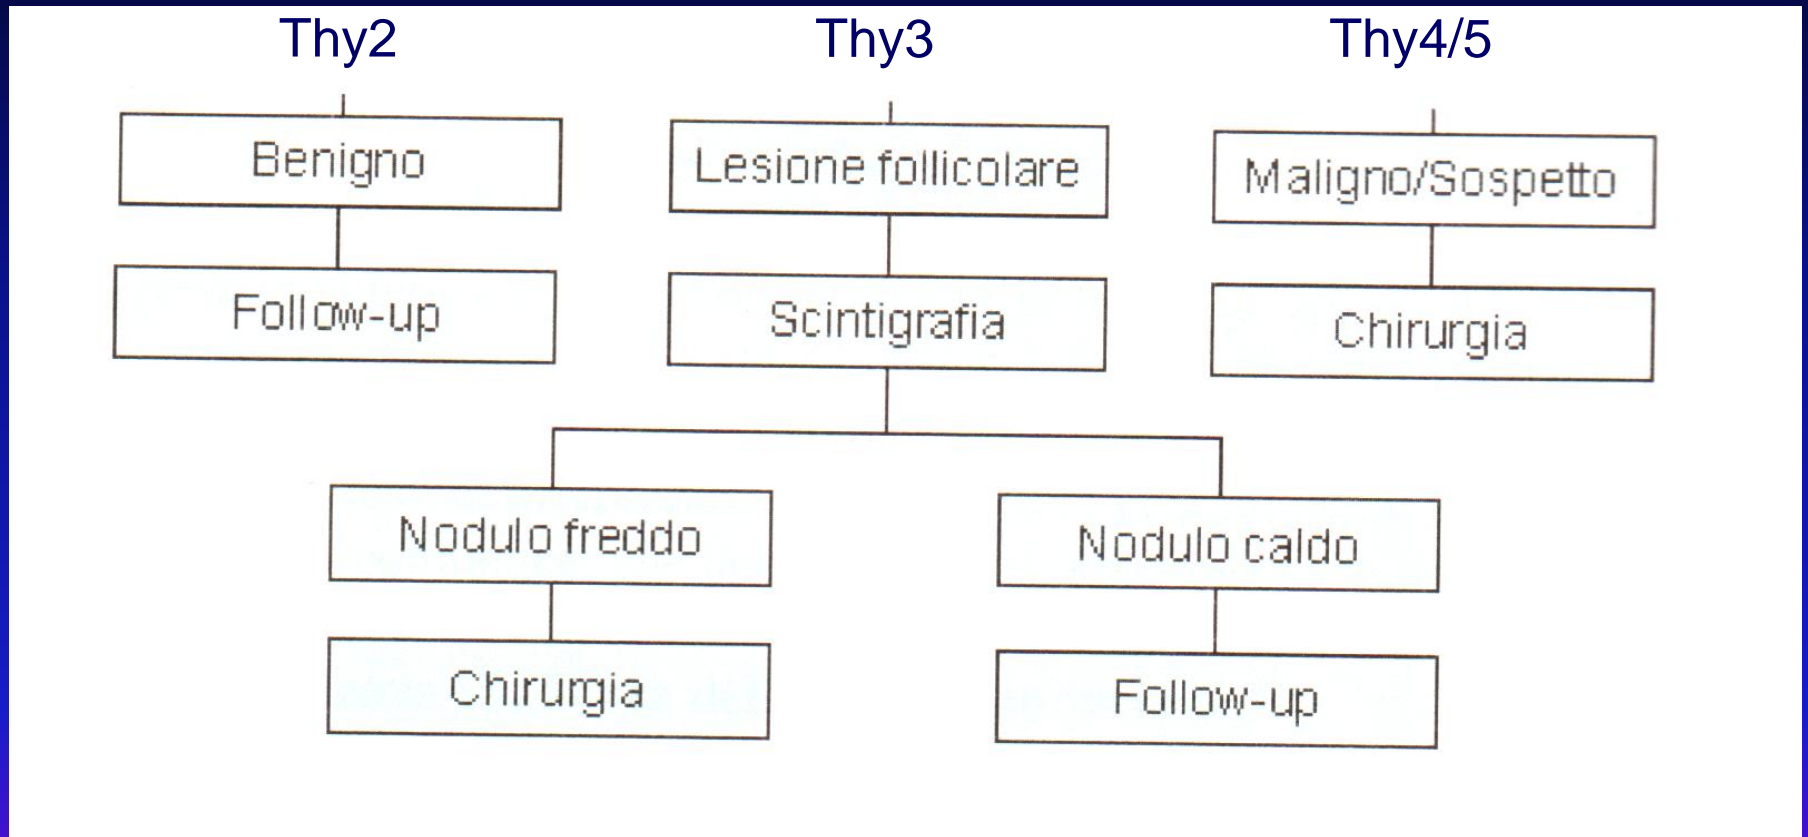 Thy2
Thy3
Thy4/5
Benigno
Lesione follicolare
Maligno/Sospetto
Follow-up
Scintigrafia
Chirurgia
Nodulo freddo
Nodulo caldo
Chirurgia
Follow-up